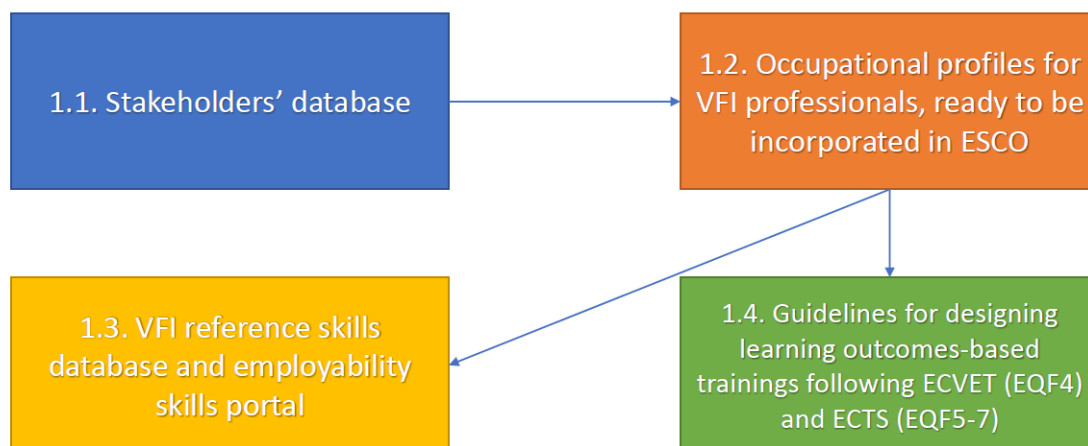 1.1. Stakeholders’ database
1.2. Occupational profiles for
VFI professionals, ready to be
incorporated in ESCO
1.3. VFI reference skills
database and employability
skills portal
1.4. Guidelines for designing
learning outcomes-based
trainings following ECVET (EQF4)
and ECTS (EQF5-7)